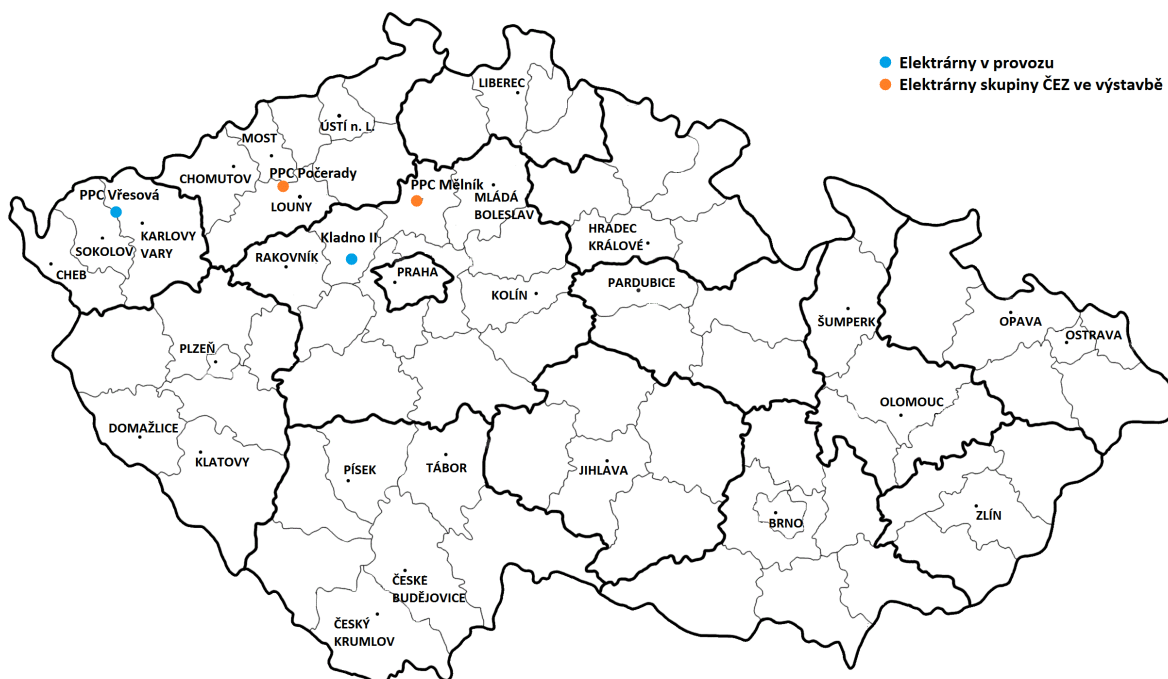 Elektrárny v provozu
Elektrárny skupiny ČEZ ve výstavbě
LIBEREC
ÚSTÍ n. L.
MOST
CHOMUTOV
PPC Počerady
PPC Mělník
MLÁDÁ
BOLESLAV
PPC Vřesová
LOUNY
KARLOVY
VARY
SOKOLOV
Kladno II
HRADEC
KRÁLOVÉ
CHEB
RAKOVNÍK
PRAHA
KOLÍN
PARDUBICE
ŠUMPERK
OPAVA
OSTRAVA
PLZEŇ
OLOMOUC
DOMAŽLICE
KLATOVY
PÍSEK
TÁBOR
JIHLAVA
BRNO
ZLÍN
ČESKE
BUDĚJOVICE
ČESKÝ
KRUMLOV